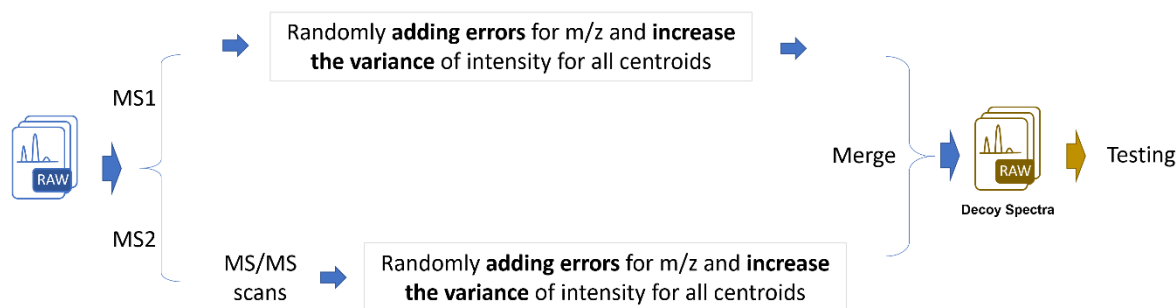 Randomly adding errors for m/z and increase
the variance of intensity for all centroids
MS1
RAW
MS2
MS/MS
scans
Randomly adding errors for m/z and increase
the variance of intensity for all centroids
Merge
RAW
Decoy Spectra
Testing